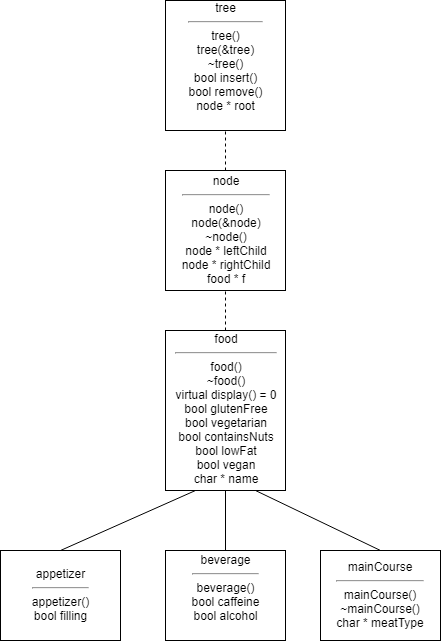 tree
tree()
tree(&tree)
~tree()
bool insert()
bool remove()
node * root
node
node()
node(&node)
~node()
node * leftChild
node * rightChild
food * f
food
food()
~food()
virtual display() = 0
bool glutenFree
bool vegetarian
bool containsNuts
bool lowFat
bool vegan
char * name
appetizer
appetizer()
bool filling
beverage
beverage()
bool caffeine
bool alcohol
mainCourse
mainCourse()
~mainCourse()
char * meatType